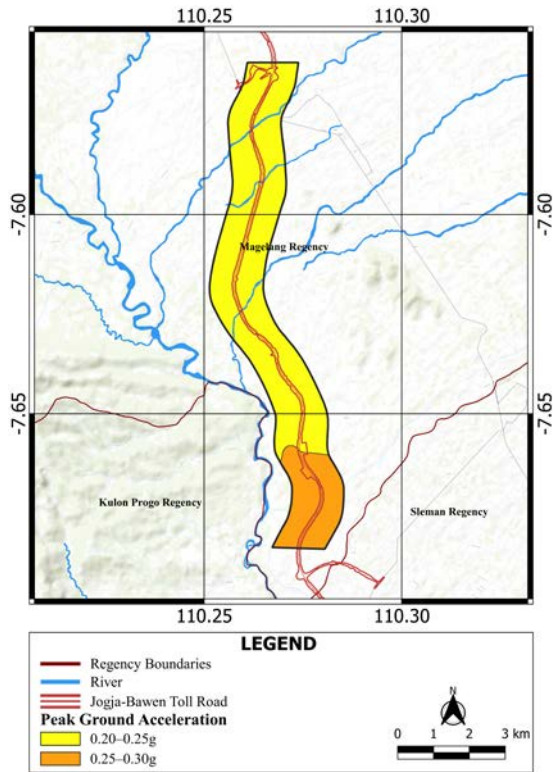 110.25 110.30
-7.60 -7.60
Magelang Regency
-7.65 -7.65
Kulon Progo Regency
Sleman Regency
110.25 110.30
LEGEND
Regency Boundaries
River
Jogja-Bawen Toll Road
Peak Ground Acceleration
0.20–0.25g
0.25–0.30g
N
0 1 2 3 km